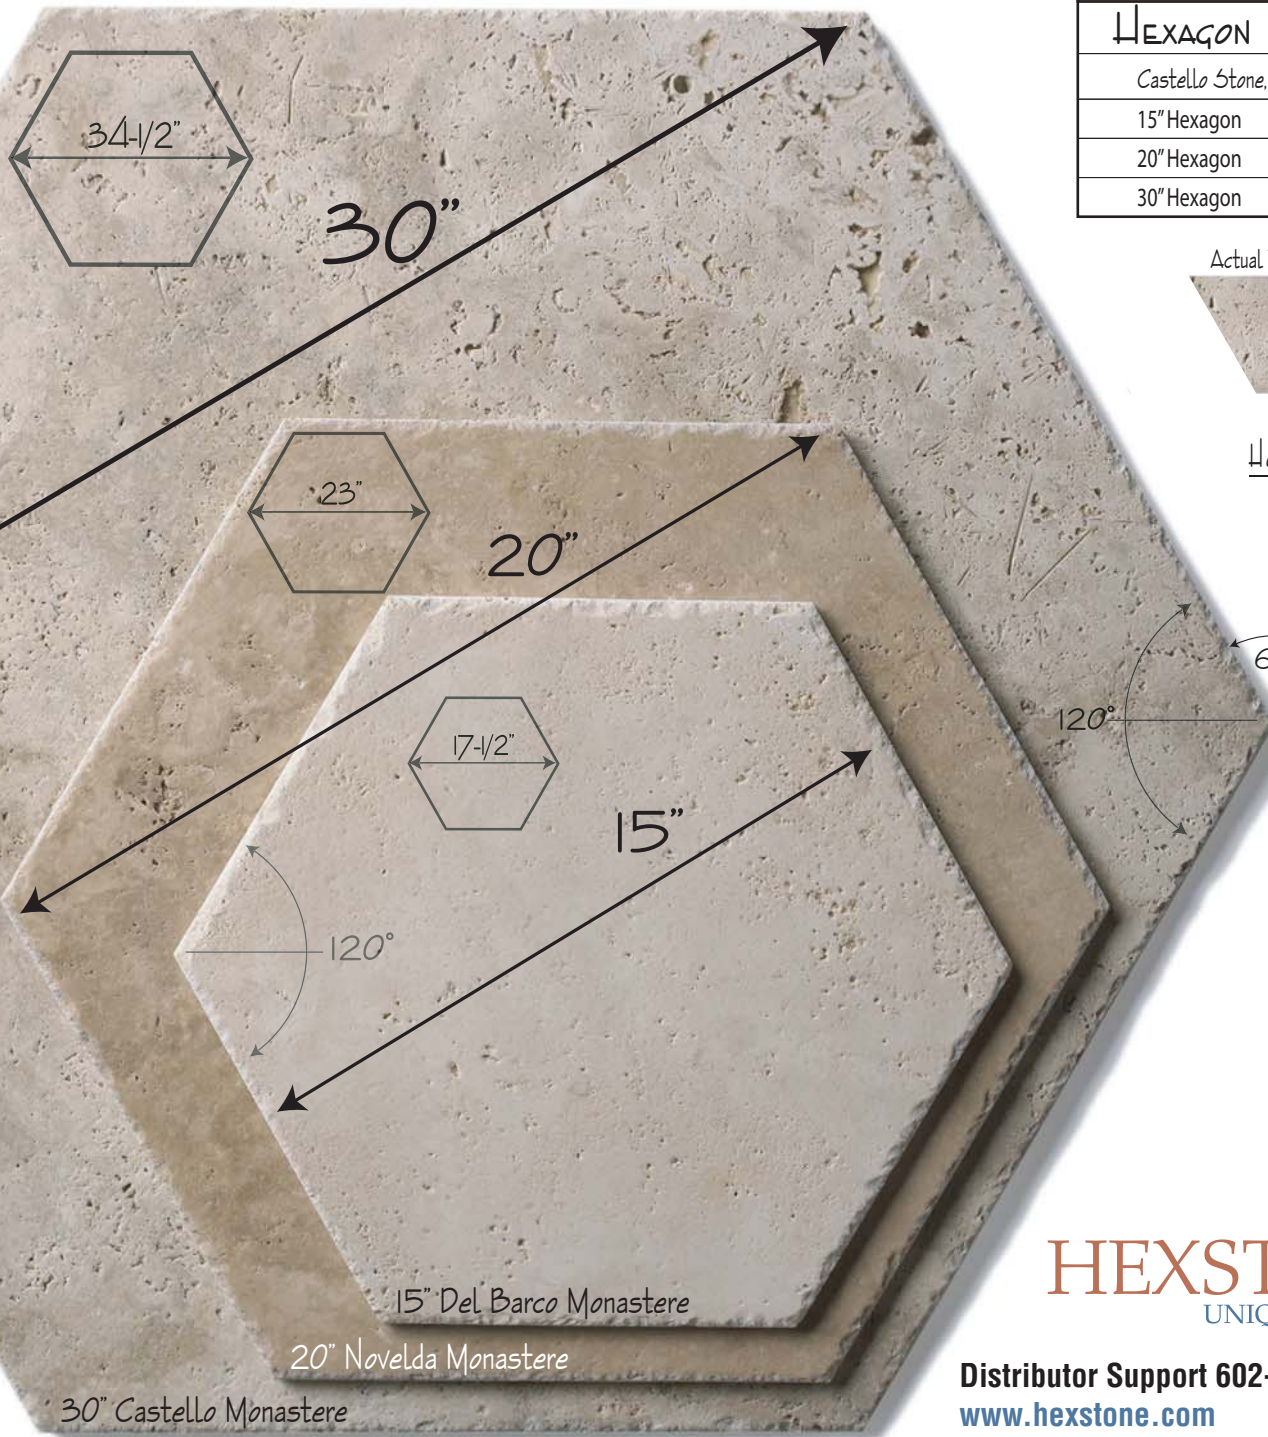 HEXAGON
Castello Stone,
15" Hexagon
20" Hexagon
30" Hexagon
34-1/2"
30"
Actual
23"
20"
120°
17-1/2"
15"
120°
15" Del Barco Monastere
20" Novelda Monastere
30" Castello Monastere
UNIQ
Distributor Support 602-
www.hexstone.com